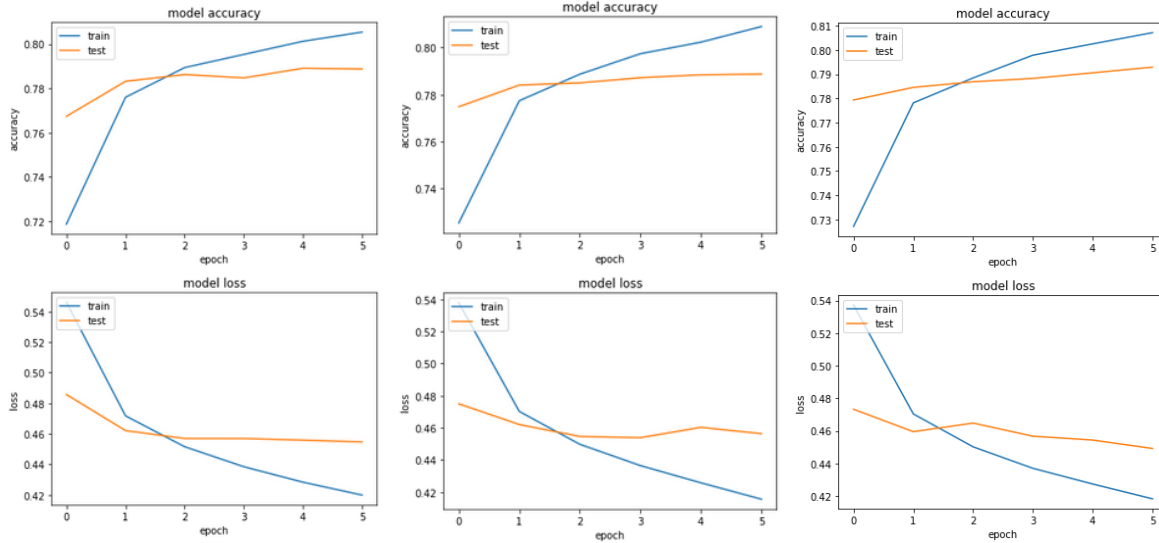 model accuracy
train
test
accuracy
0.80
0.78
0.76
0.74
0.72
0 1 2 3 4 5
epoch
model accuracy
train
test
accuracy
0.80
0.78
0.76
0.74
0 1 2 3 4 5
epoch
model accuracy
train
test
accuracy
0.81
0.80
0.79
0.78
0.77
0.76
0.75
0.74
0.73
0 1 2 3 4 5
epoch
model loss
train
test
loss
0.54
0.52
0.50
0.48
0.46
0.44
0.42
0 1 2 3 4 5
epoch
model loss
train
test
loss
0.54
0.52
0.50
0.48
0.46
0.44
0.42
0 1 2 3 4 5
epoch
model loss
train
test
loss
0.54
0.52
0.50
0.48
0.46
0.44
0.42
0 1 2 3 4 5
epoch